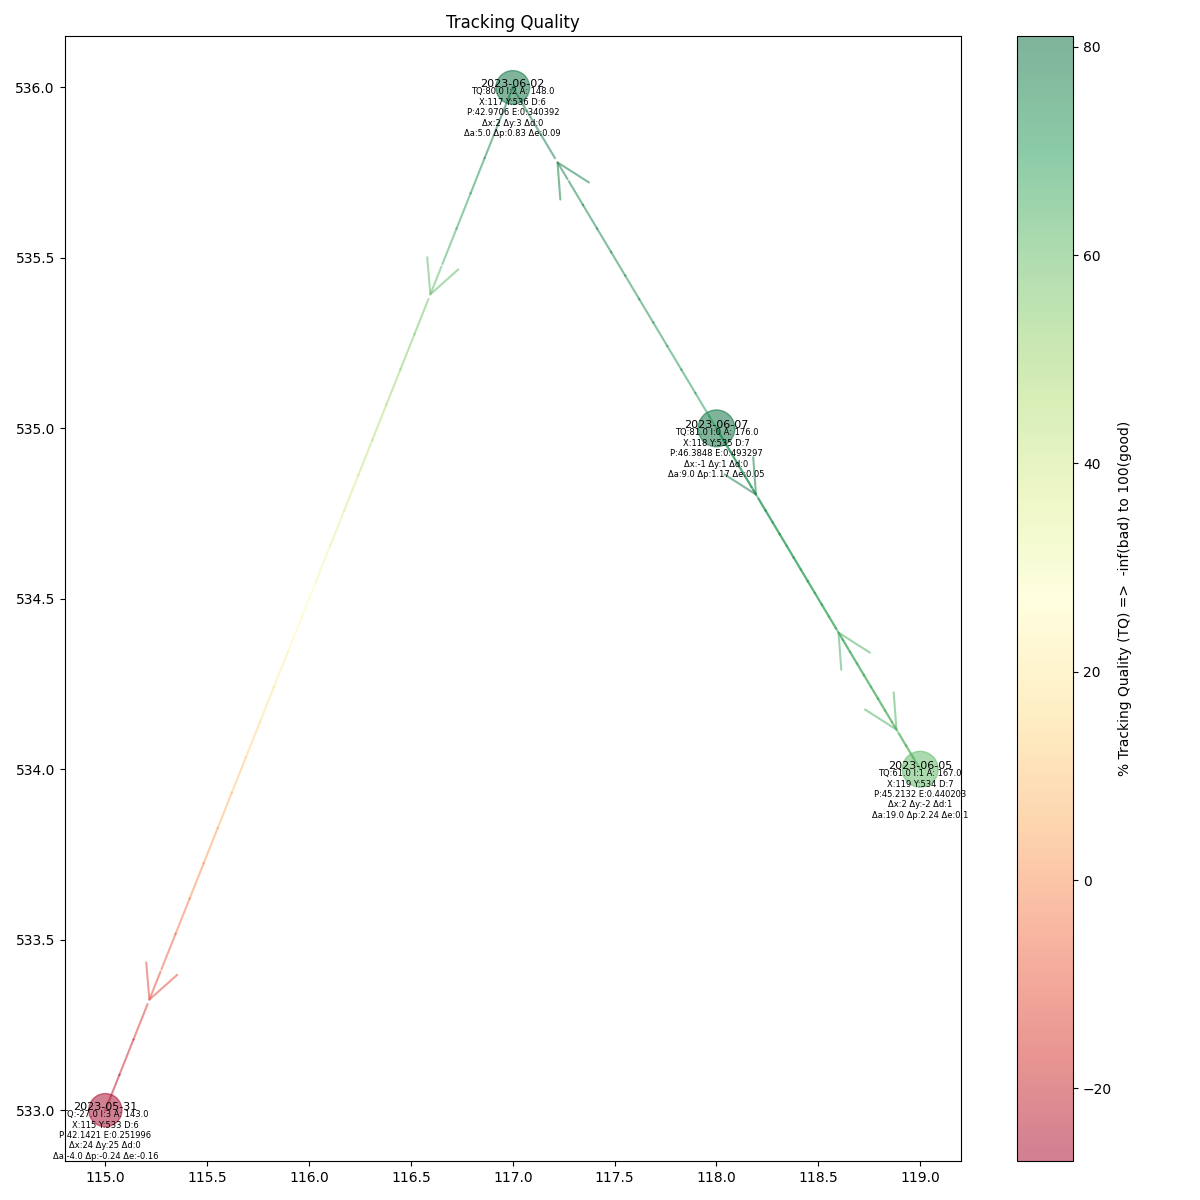 Tracking Quality
536.0
535.5
535.0
534.5
534.0
533.5
533.0
2023-06-02
TQ:80.0 I:2 A: 148.0
X:117 Y:536 D:6
P:42.9706 E:0.340392
Δx:2 Δy:3 Δd:0
Δa:5.0 Δp:0.83 Δe:0.09
2023-06-07
TQ:81.0 I:0 A: 176.0
X:118 Y:535 D:7
P:46.3848 E:0.493297
Δx:-1 Δy:1 Δd:0
Δa:9.0 Δp:1.17 Δe:0.05
2023-06-05
TQ:61.0 I:1 A: 167.0
X:119 Y:534 D:7
P:45.2132 E:0.440203
Δx:2 Δy:-2 Δd:1
Δa:19.0 Δp:2.24 Δe:0.1
2023-05-31
TQ:-27.0 I:3 A: 143.0
X:115 Y:533 D:6
P:42.1421 E:0.251996
Δx:24 Δy:25 Δd:0
Δa:-4.0 Δp:-0.24 Δe:-0.16
115.0 115.5 116.0 116.5 117.0 117.5 118.0 118.5 119.0
80
60
40
20
0
−20
% Tracking Quality (TQ) => -inf(bad) to 100(good)